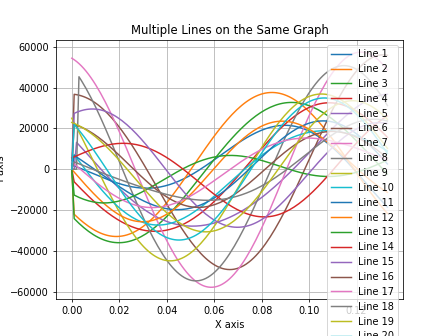 Multiple Lines on the Same Graph
60000
40000
20000
0
−20000
−40000
−60000
0.00
0.02
0.04
0.06
0.08
0.10
X axis
axis
Line 1
Line 2
Line 3
Line 4
Line 5
Line 6
Line 7
Line 8
Line 9
Line 10
Line 11
Line 12
Line 13
Line 14
Line 15
Line 16
Line 17
Line 18
Line 19
Line 20